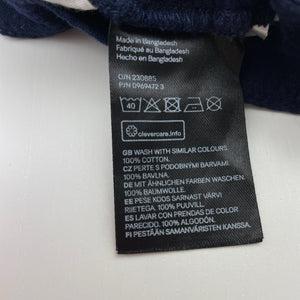 Made in Bangladesh
Fabriqué au Bangladesh
Hecho en Bangladesh
O/N 230885
P/N 0969472 3
40
clevercare.info
GB WASH WITH SIMILAR COLOURS.
100% COTTON.
CZ PERTE S PODOBNÝMI BARVAMI.
100% BAVLNA.
DE MIT ÄHNLICHEN FARBEN WASCHEN.
100% BAUMWOLLE.
EE PESE KOOS SARNAST VÄRVI
RIIETEGA. 100% PUUVILL.
ES LAVAR CON PRENDAS DE COLOR
PARECIDO. 100% ALGODÓN.
FI PESTÄÄN SAMANVÄRISTEN KANSSA.